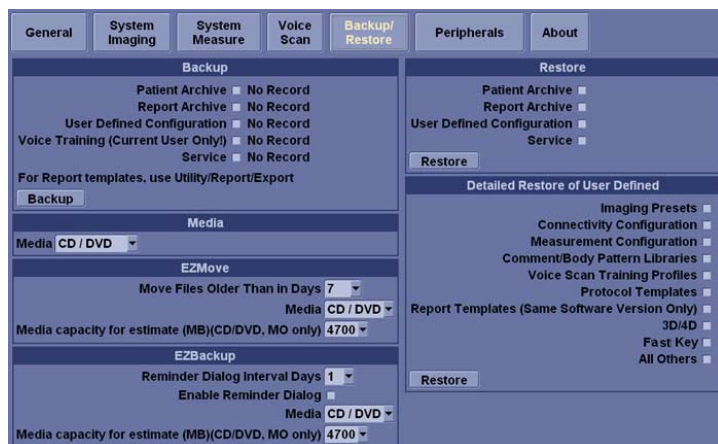 General
System Imaging
System Measure
Voice Scan
Backup/ Restore
Peripherals
About
Backup
Patient Archive No Record
Report Archive No Record
User Defined Configuration No Record
Voice Training (Current User Only!) No Record
Service No Record
For Report templates, use Utility/Report/Export
Backup
Media
Media CD / DVD
EZMove
Move Files Older Than in Days 7
Media CD / DVD
Media capacity for estimate (MB)(CD/DVD, MO only) 4700
EZBackup
Reminder Dialog Interval Days 1
Enable Reminder Dialog
Media CD / DVD
Media capacity for estimate (MB)(CD/DVD, MO only) 4700
Restore
Patient Archive
Report Archive
User Defined Configuration
Service
Restore
Detailed Restore of User Defined
Imaging Presets
Connectivity Configuration
Measurement Configuration
Comment/Body Pattern Libraries
Voice Scan Training Profiles
Protocol Templates
Report Templates (Same Software Version Only)
3D/4D
Fast Key
All Others
Restore